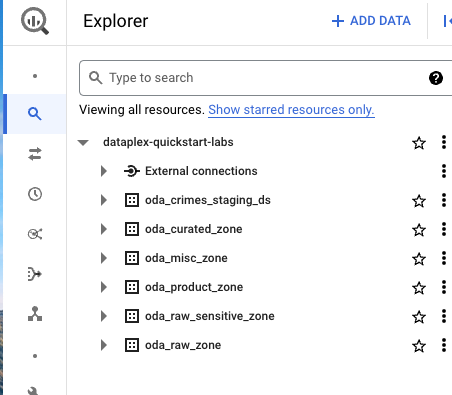 Explorer
+ ADD DATA
Type to search
Viewing all resources. Show starred resources only.
dataplex-quickstart-labs
External connections
oda_crimes_staging_ds
oda_curated_zone
oda_misc_zone
oda_product_zone
oda_raw_sensitive_zone
oda_raw_zone